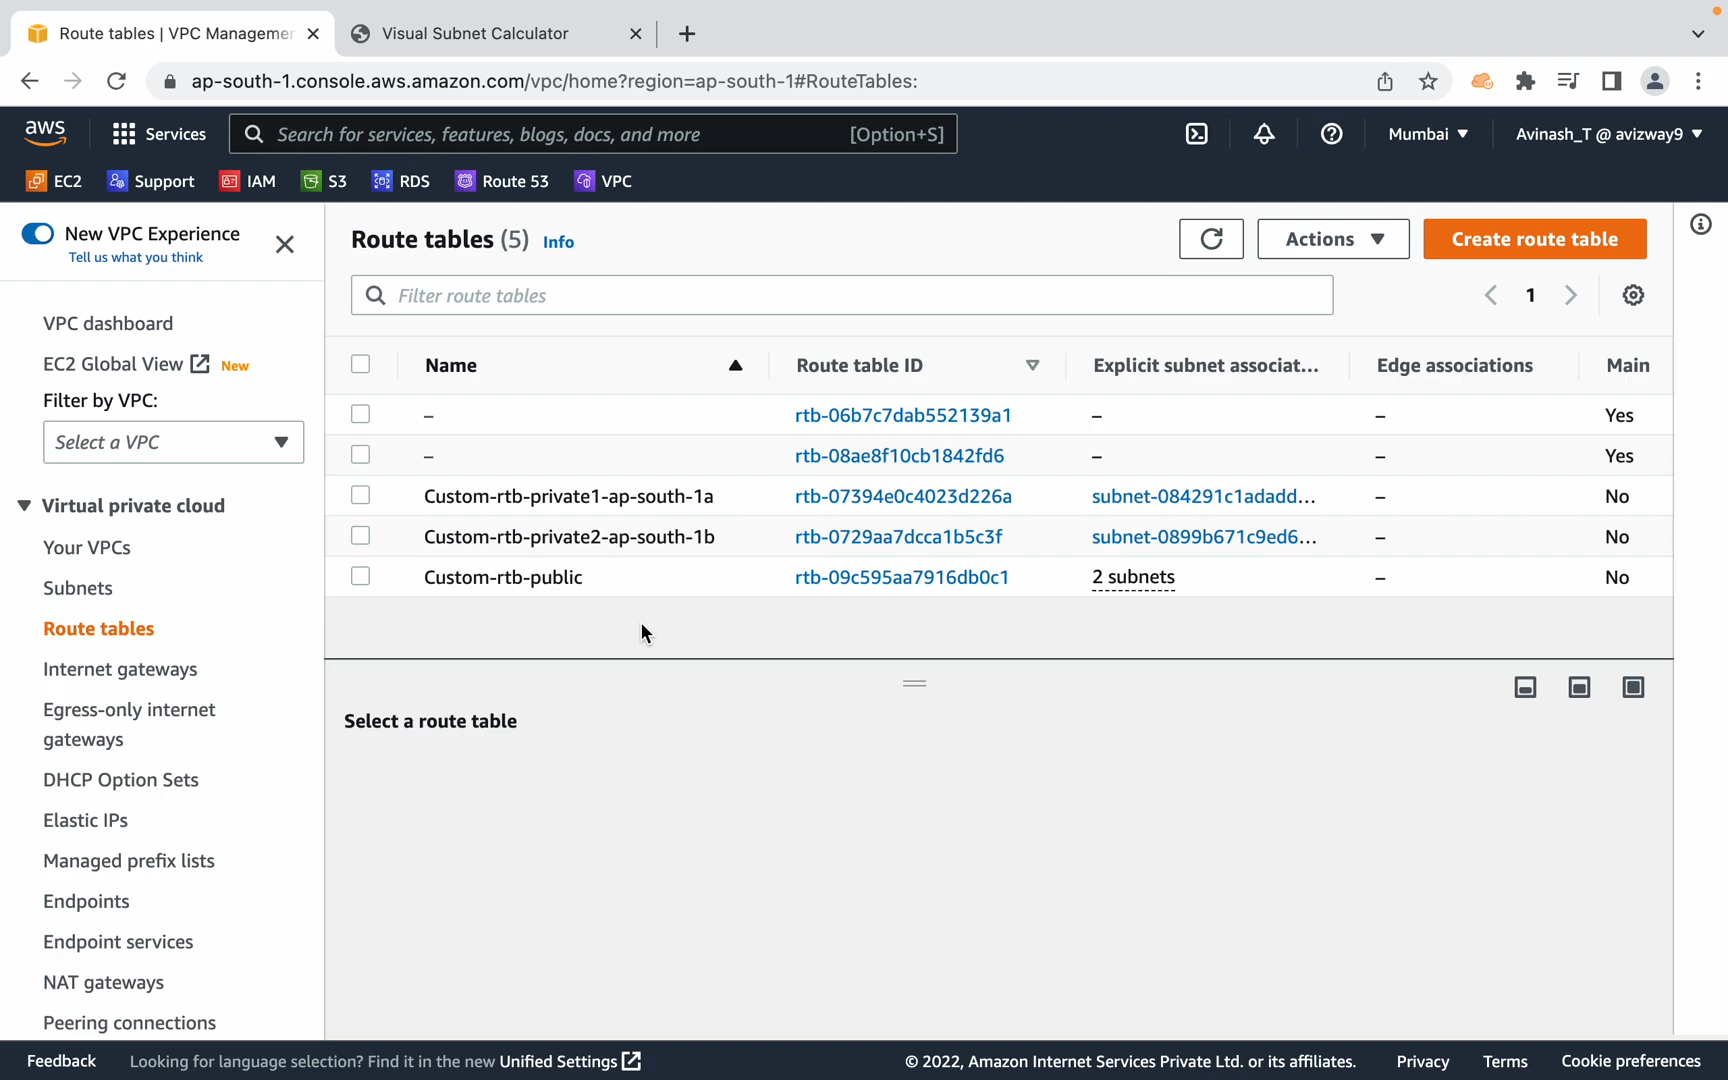 Route tables | VPC Managemer
Visual Subnet Calculator
ap-south-1.console.aws.amazon.com/vpc/home?region=ap-south-1#RouteTables:
aws
Services
Search for services, features, blogs, docs, and more
[Option+S]
Mumbai
Avinash_T @ avizway9
EC2
Support
IAM
S3
RDS
Route 53
VPC
New VPC Experience
Tell us what you think
VPC dashboard
EC2 Global View New
Filter by VPC:
Select a VPC
Virtual private cloud
Your VPCs
Subnets
Route tables
Internet gateways
Egress-only internet
gateways
DHCP Option Sets
Elastic IPs
Managed prefix lists
Endpoints
Endpoint services
NAT gateways
Peering connections
Route tables (5) Info
Actions
Create route table
Filter route tables
1
Name Route table ID Explicit subnet associat... Edge associations Main
– rtb-06b7c7dab552139a1 – – Yes
– rtb-08ae8f10cb1842fd6 – – Yes
Custom-rtb-private1-ap-south-1a rtb-07394e0c4023d226a subnet-084291c1adadd... – No
Custom-rtb-private2-ap-south-1b rtb-0729aa7dcca1b5c3f subnet-0899b671c9ed6... – No
Custom-rtb-public rtb-09c595aa7916db0c1 2 subnets – No
Select a route table
Feedback
Looking for language selection? Find it in the new Unified Settings
© 2022, Amazon Internet Services Private Ltd. or its affiliates.
Privacy
Terms
Cookie preferences